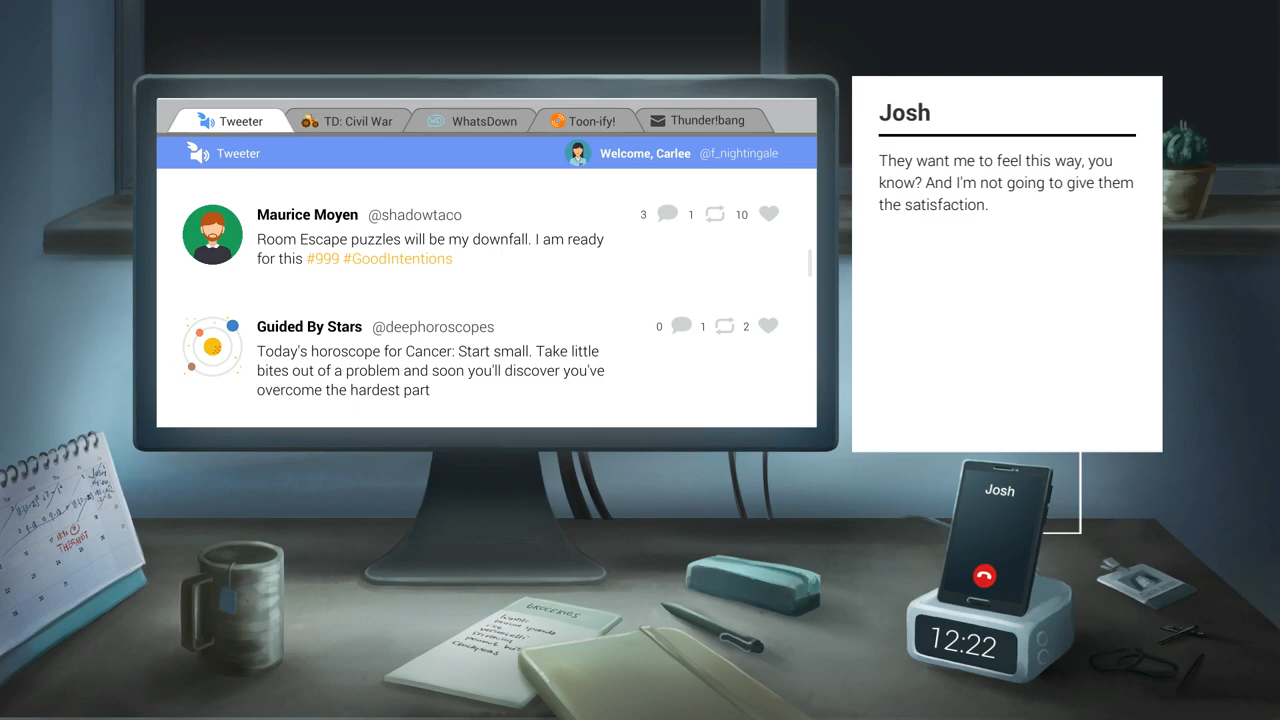 Tweeter
TD: Civil War
WhatsDown
Toon-ify!
Thunder!bang
Tweeter
Welcome, Carlee @f_nightingale
Maurice Moyen @shadowtaco
3 1 10
Room Escape puzzles will be my downfall. I am ready
for this #999 #GoodIntentions
Guided By Stars @deephoroscopes
0 1 2
Today's horoscope for Cancer: Start small. Take little
bites out of a problem and soon you'll discover you've
overcome the hardest part
Josh
They want me to feel this way, you
know? And I'm not going to give them
the satisfaction.
Josh
12:22
THERAPIST
GROCERIES